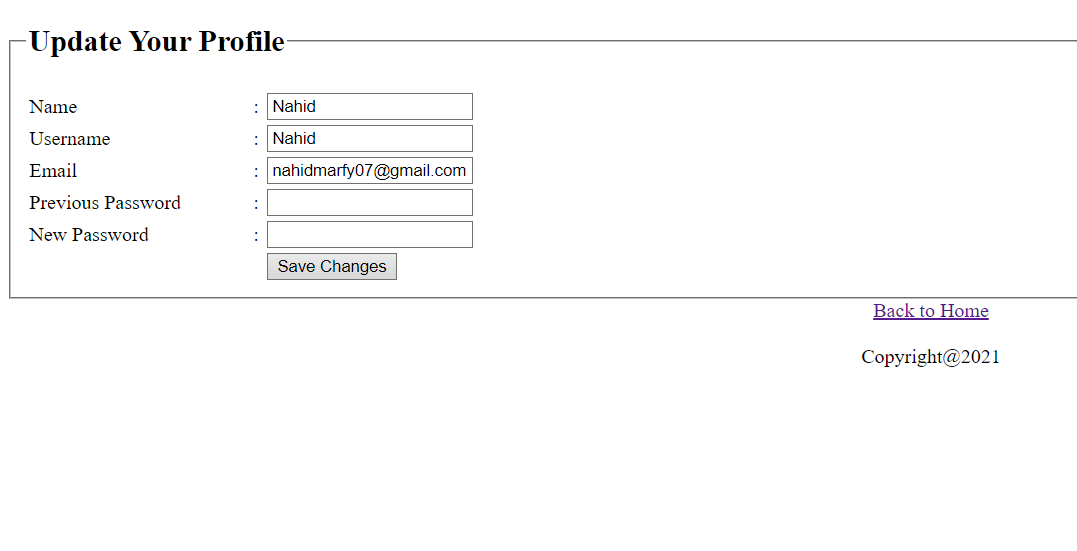 Update Your Profile
Name : Nahid
Username : Nahid
Email : nahidmarfy07@gmail.com
Previous Password :
New Password :
Save Changes
Back to Home
Copyright@2021